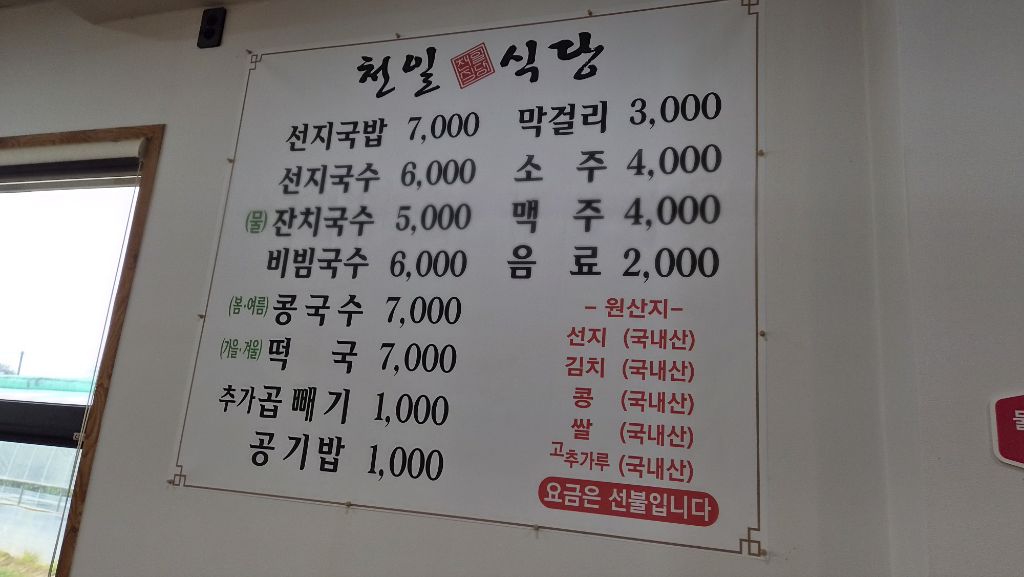 천일 식당
선지국밥 7,000
선지국수 6,000
(물) 잔치국수 5,000
비빔국수 6,000
(봄·여름) 콩국수 7,000
(가을·겨울) 떡국 7,000
추가곱빼기 1,000
공기밥 1,000
막걸리 3,000
소주 4,000
맥주 4,000
음료 2,000
- 원산지 -
선지 (국내산)
김치 (국내산)
콩 (국내산)
쌀 (국내산)
고추가루 (국내산)
요금은 선불입니다